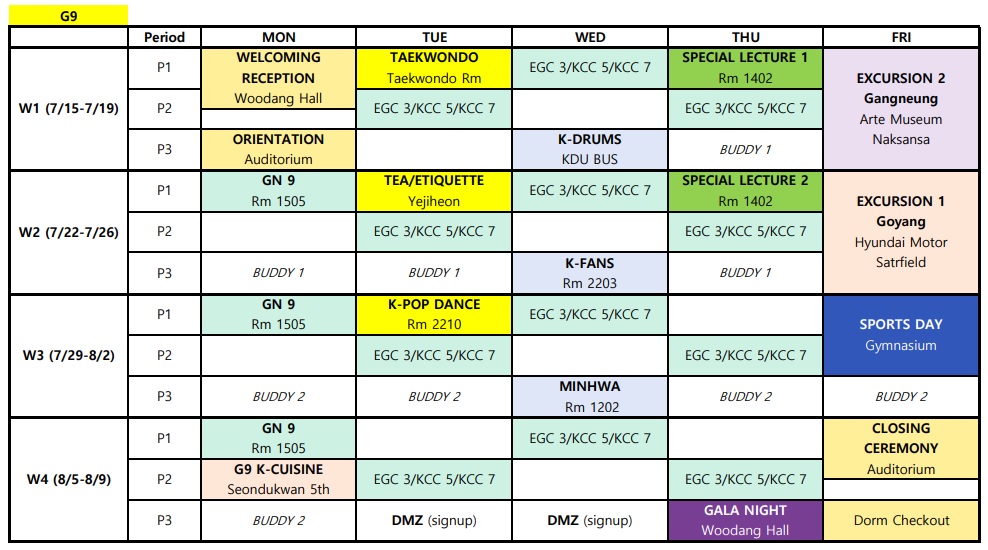 G9
Period MON TUE WED THU FRI
W1 (7/15-7/19)
P1 WELCOMING RECEPTION Woodang Hall TAEKWONDO Taekwondo Rm EGC 3/KCC 5/KCC 7 SPECIAL LECTURE 1 Rm 1402 EXCURSION 2 Gangneung Arte Museum Naksansa
P2 EGC 3/KCC 5/KCC 7 EGC 3/KCC 5/KCC 7
P3 ORIENTATION Auditorium K-DRUMS KDU BUS BUDDY 1
W2 (7/22-7/26)
P1 GN 9 Rm 1505 TEA/ETIQUETTE Yejiheon EGC 3/KCC 5/KCC 7 SPECIAL LECTURE 2 Rm 1402 EXCURSION 1 Goyang Hyundai Motor Satrfield
P2 EGC 3/KCC 5/KCC 7 EGC 3/KCC 5/KCC 7
P3 BUDDY 1 BUDDY 1 K-FANS Rm 2203 BUDDY 1
W3 (7/29-8/2)
P1 GN 9 Rm 1505 K-POP DANCE Rm 2210 EGC 3/KCC 5/KCC 7 SPORTS DAY Gymnasium
P2 EGC 3/KCC 5/KCC 7 EGC 3/KCC 5/KCC 7
P3 BUDDY 2 BUDDY 2 MINHWA Rm 1202 BUDDY 2 BUDDY 2
W4 (8/5-8/9)
P1 GN 9 Rm 1505 EGC 3/KCC 5/KCC 7 CLOSING CEREMONY Auditorium
P2 G9 K-CUISINE Seondukwan 5th EGC 3/KCC 5/KCC 7 EGC 3/KCC 5/KCC 7
P3 BUDDY 2 DMZ (signup) DMZ (signup) GALA NIGHT Woodang Hall Dorm Checkout